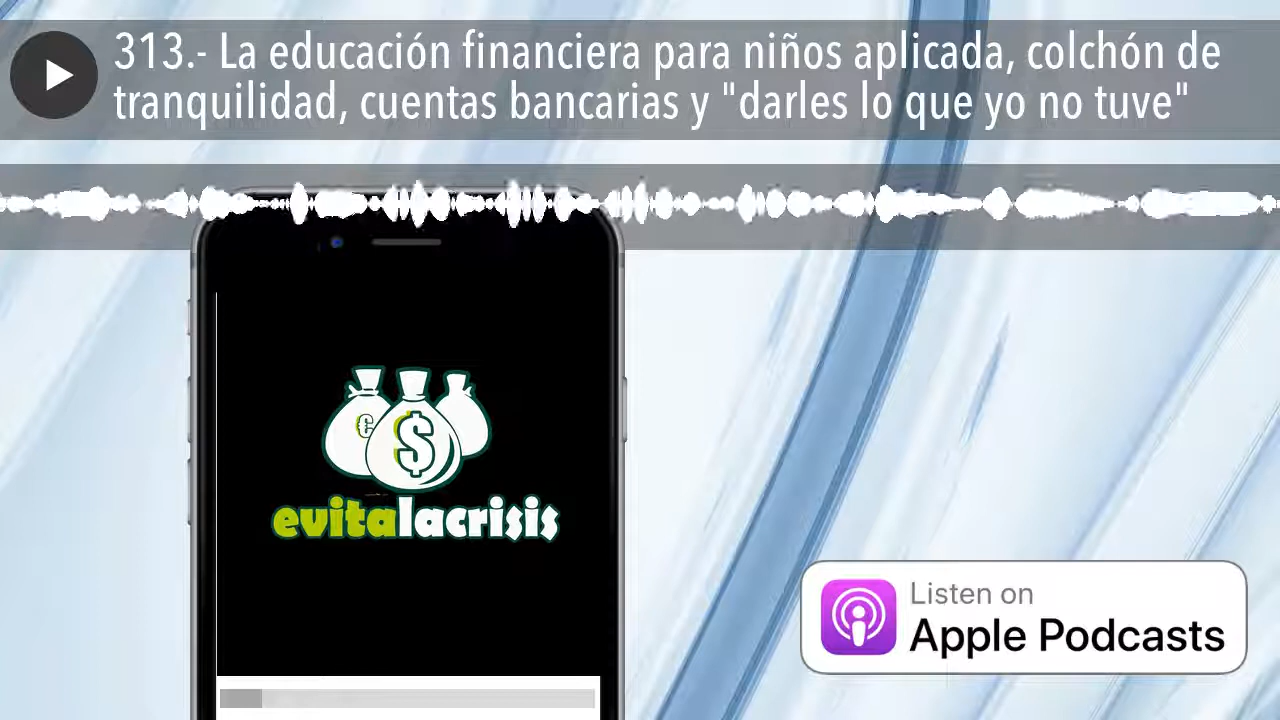 313.- La educación financiera para niños aplicada, colchón de
tranquilidad, cuentas bancarias y "darles lo que yo no tuve"
€
$
evitalacrisis
Listen on
Apple Podcasts